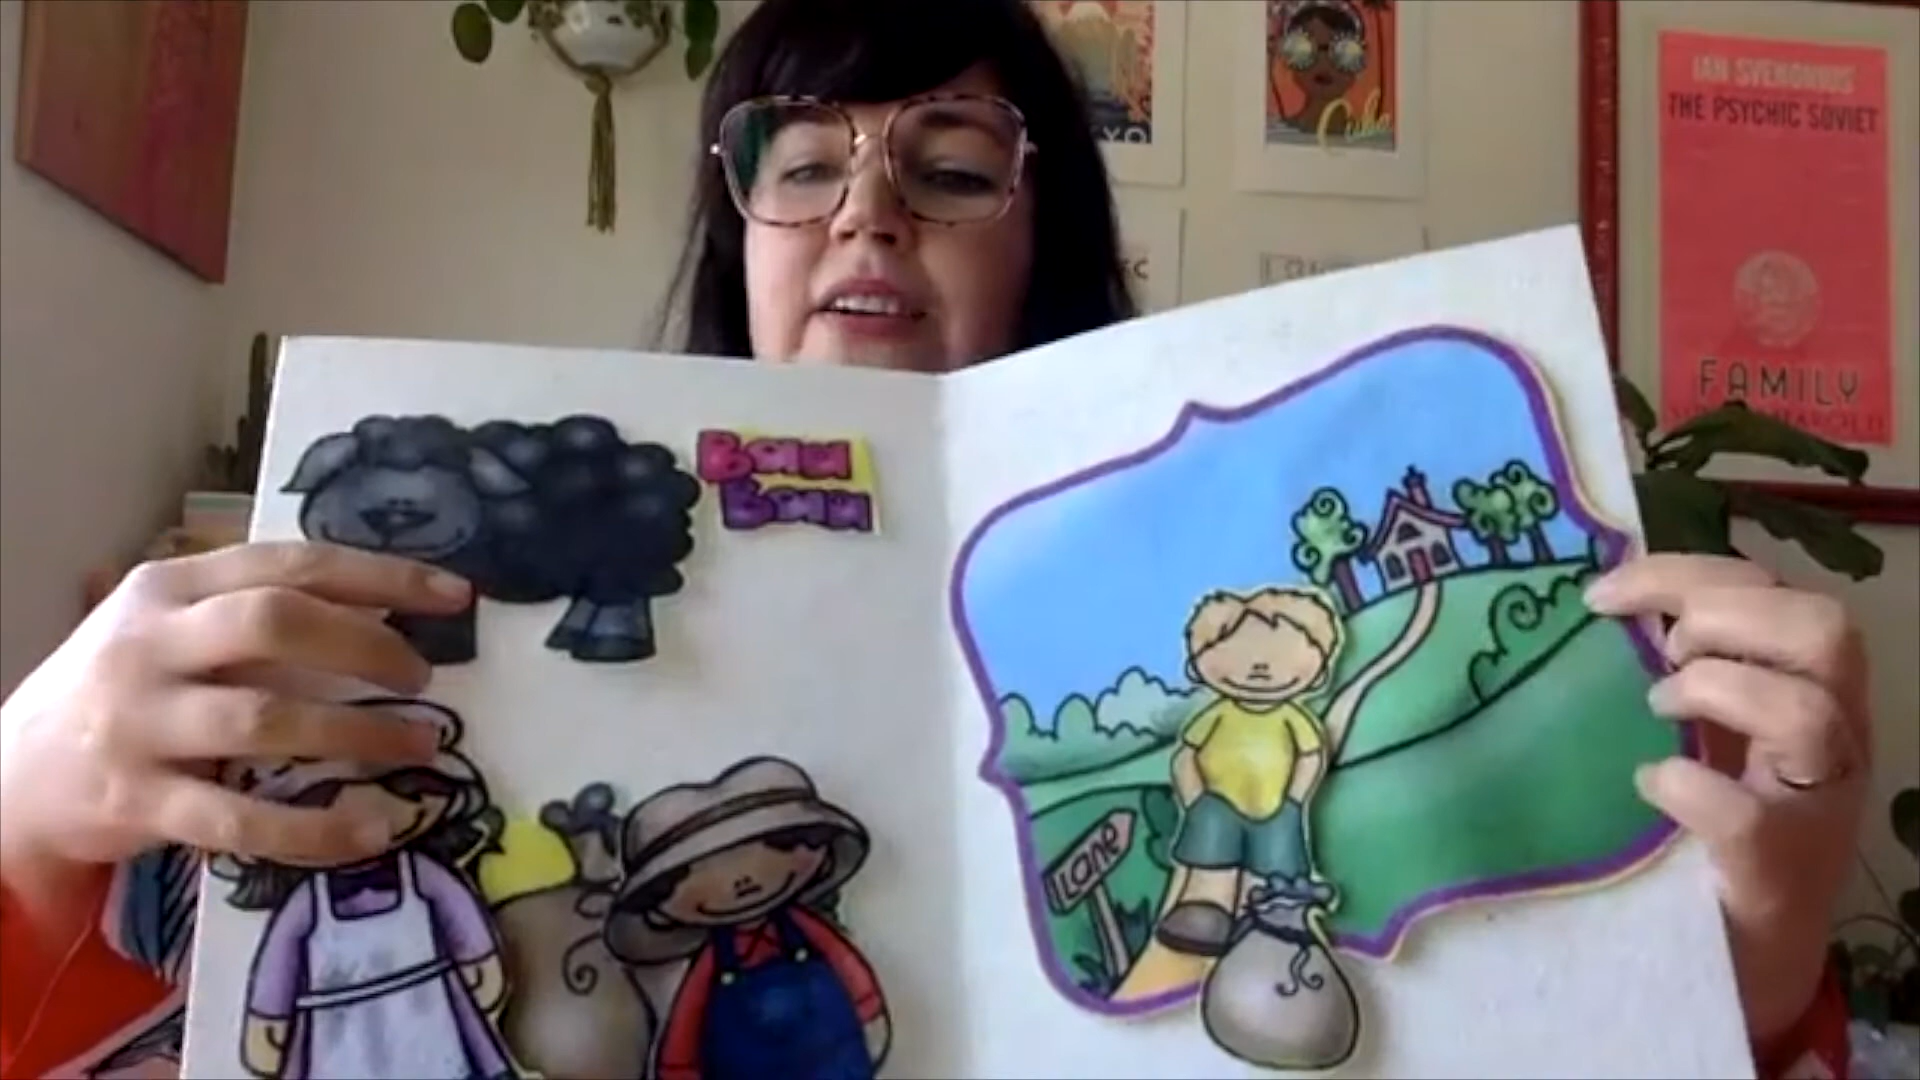 Cuba
IAN SVENONIUS
THE PSYCHIC SOVIET
FAMILY
Baa
Baa
Lane